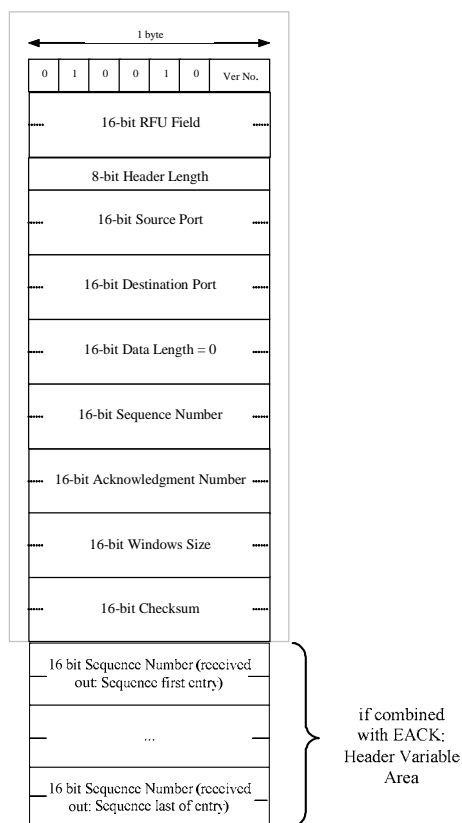 1 byte
0 1 0 0 1 0 Ver No.
16-bit RFU Field
8-bit Header Length
16-bit Source Port
16-bit Destination Port
16-bit Data Length = 0
16-bit Sequence Number
16-bit Acknowledgment Number
16-bit Windows Size
16-bit Checksum
16 bit Sequence Number (received
out: Sequence first entry)
...
16 bit Sequence Number (received
out: Sequence last of entry)
if combined
with EACK:
Header Variable
Area